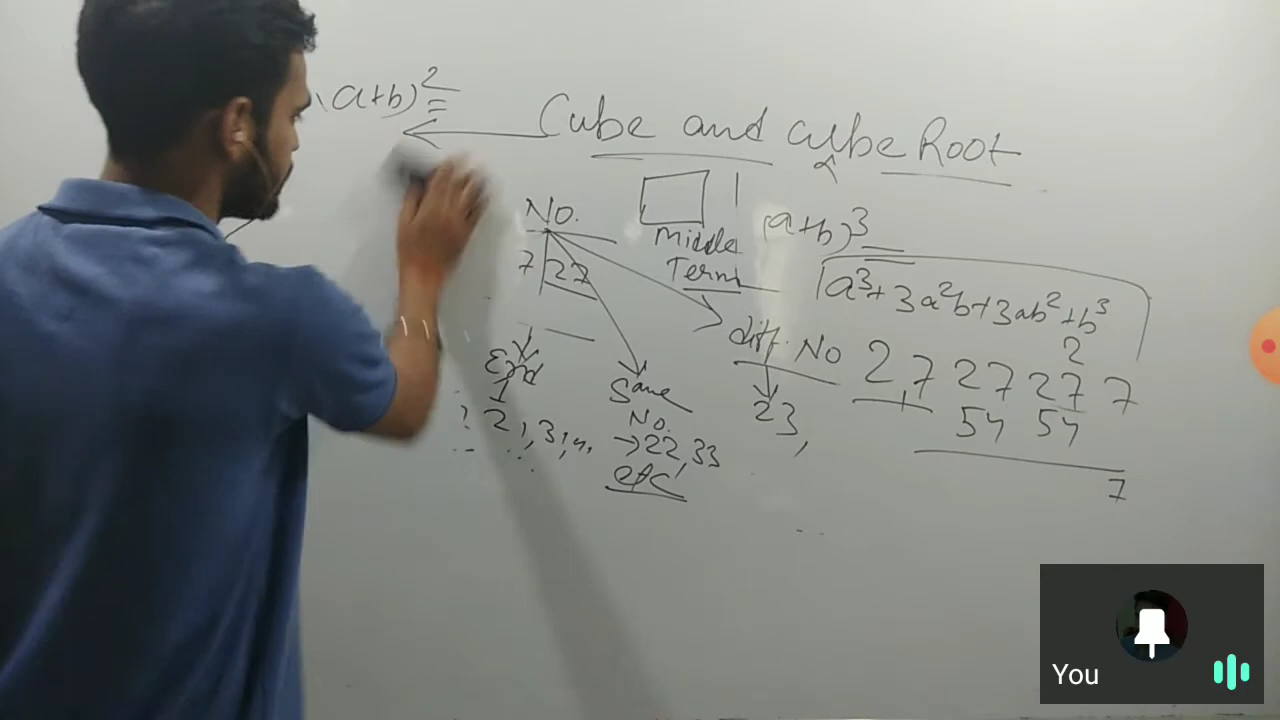 (a+b)² =
Cube and cube Root
No.
Middle
Term
(a+b)³
7 27
a³+3a²b+3ab²+b³
diff. No
2
2,7 27 27 7
End
1
Same
No.
23,
54 54
2,3,4,
→22,33
etc
7
You